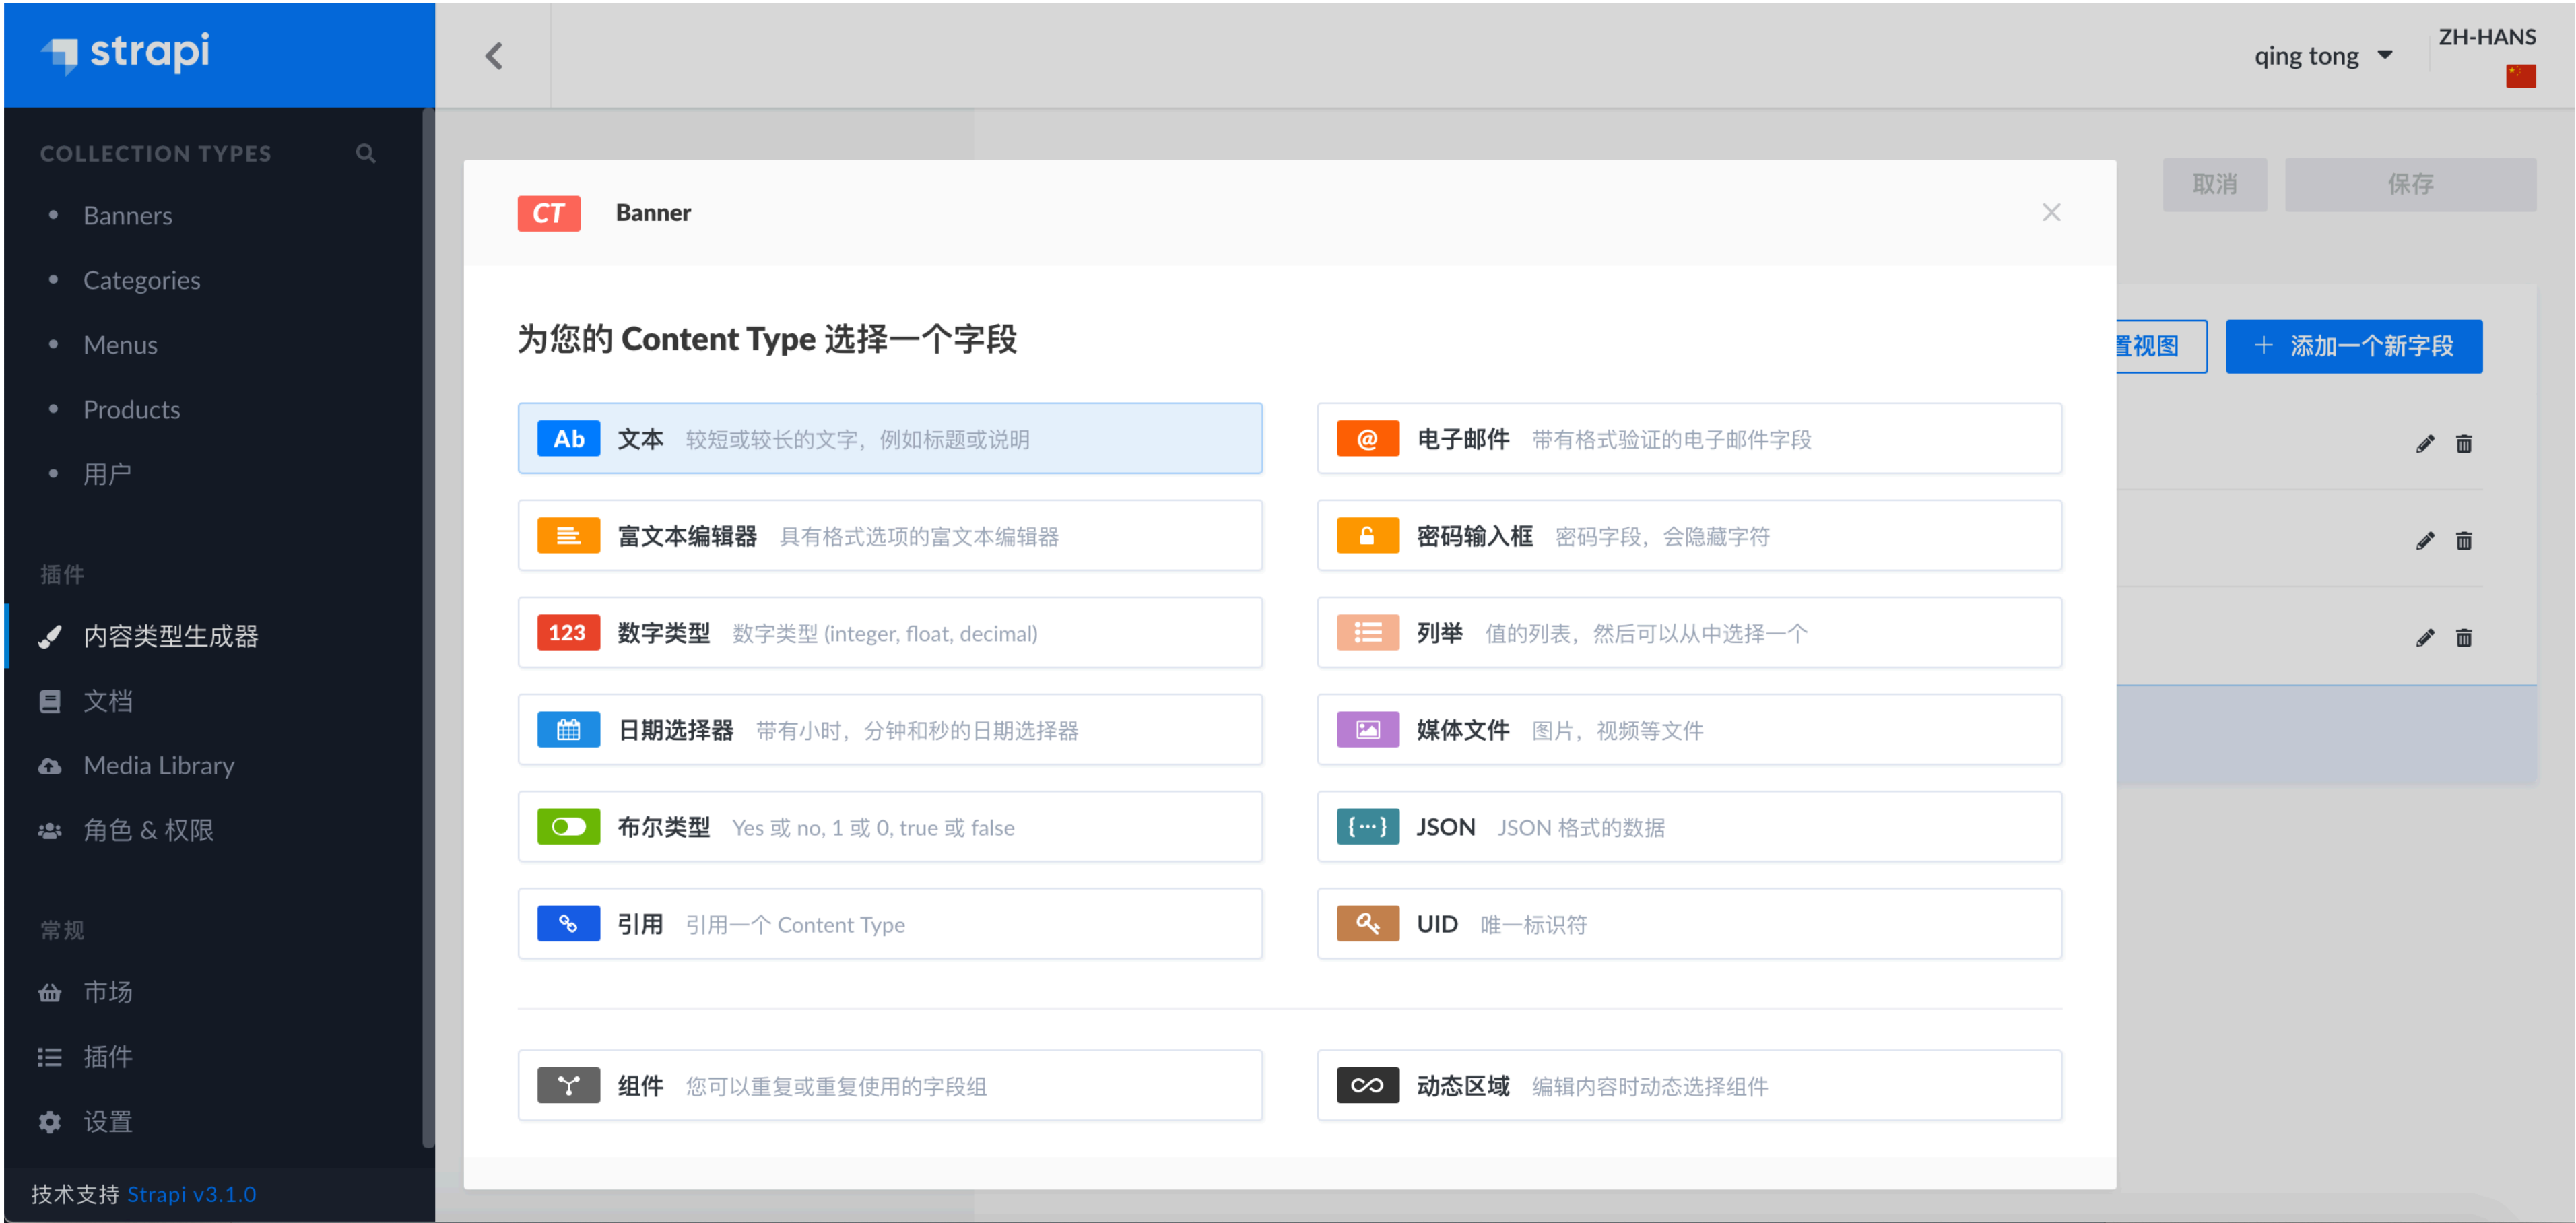 strapi
qing tong
ZH-HANS
COLLECTION TYPES
Banners
Categories
Menus
Products
用户
插件
内容类型生成器
文档
Media Library
角色 & 权限
常规
市场
插件
设置
技术支持 Strapi v3.1.0
取消
保存
置视图
添加一个新字段
CT Banner
为您的 Content Type 选择一个字段
Ab 文本 较短或较长的文字，例如标题或说明
@ 电子邮件 带有格式验证的电子邮件字段
富文本编辑器 具有格式选项的富文本编辑器
密码输入框 密码字段，会隐藏字符
123 数字类型 数字类型 (integer, float, decimal)
列举 值的列表，然后可以从中选择一个
日期选择器 带有小时，分钟和秒的日期选择器
媒体文件 图片，视频等文件
布尔类型 Yes 或 no, 1 或 0, true 或 false
{···} JSON JSON 格式的数据
引用 引用一个 Content Type
UID 唯一标识符
组件 您可以重复或重复使用的字段组
动态区域 编辑内容时动态选择组件